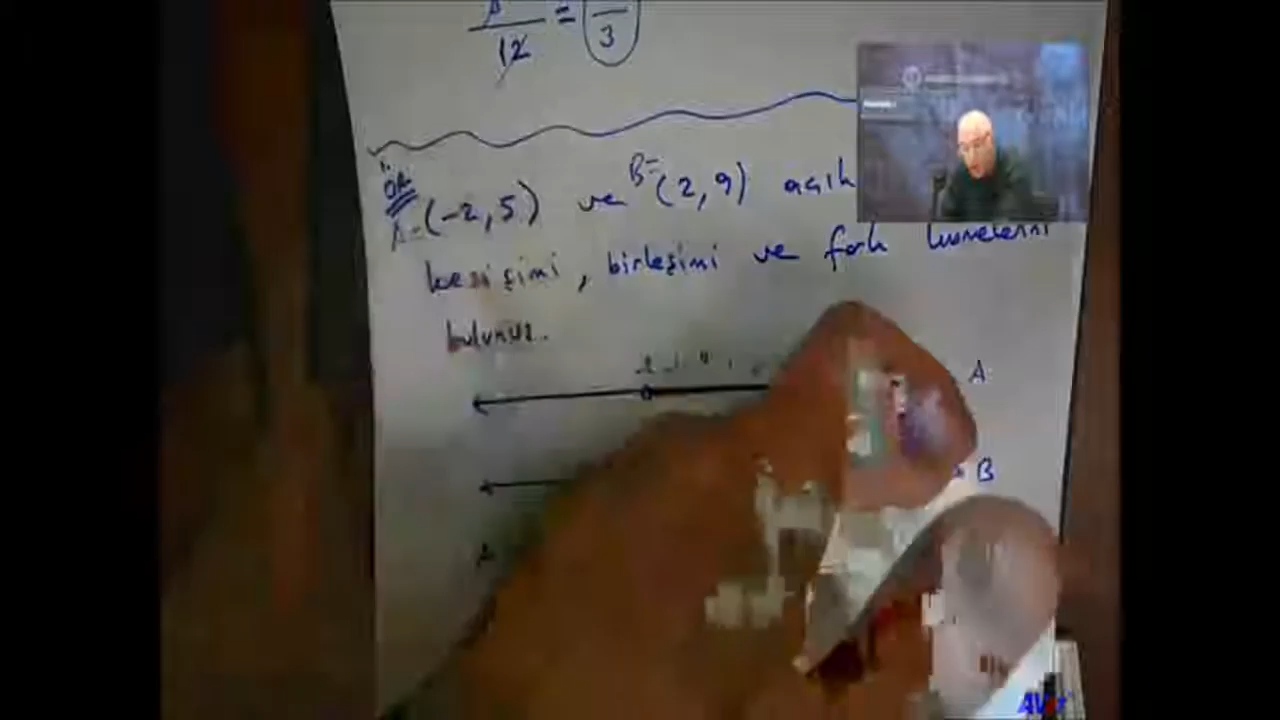 12 = 3
ÖR:
A=(-2,5) ve B=(2,9) açık
kesişimi, birleşimi ve fark kümelerini
bulunuz.
A
B
A